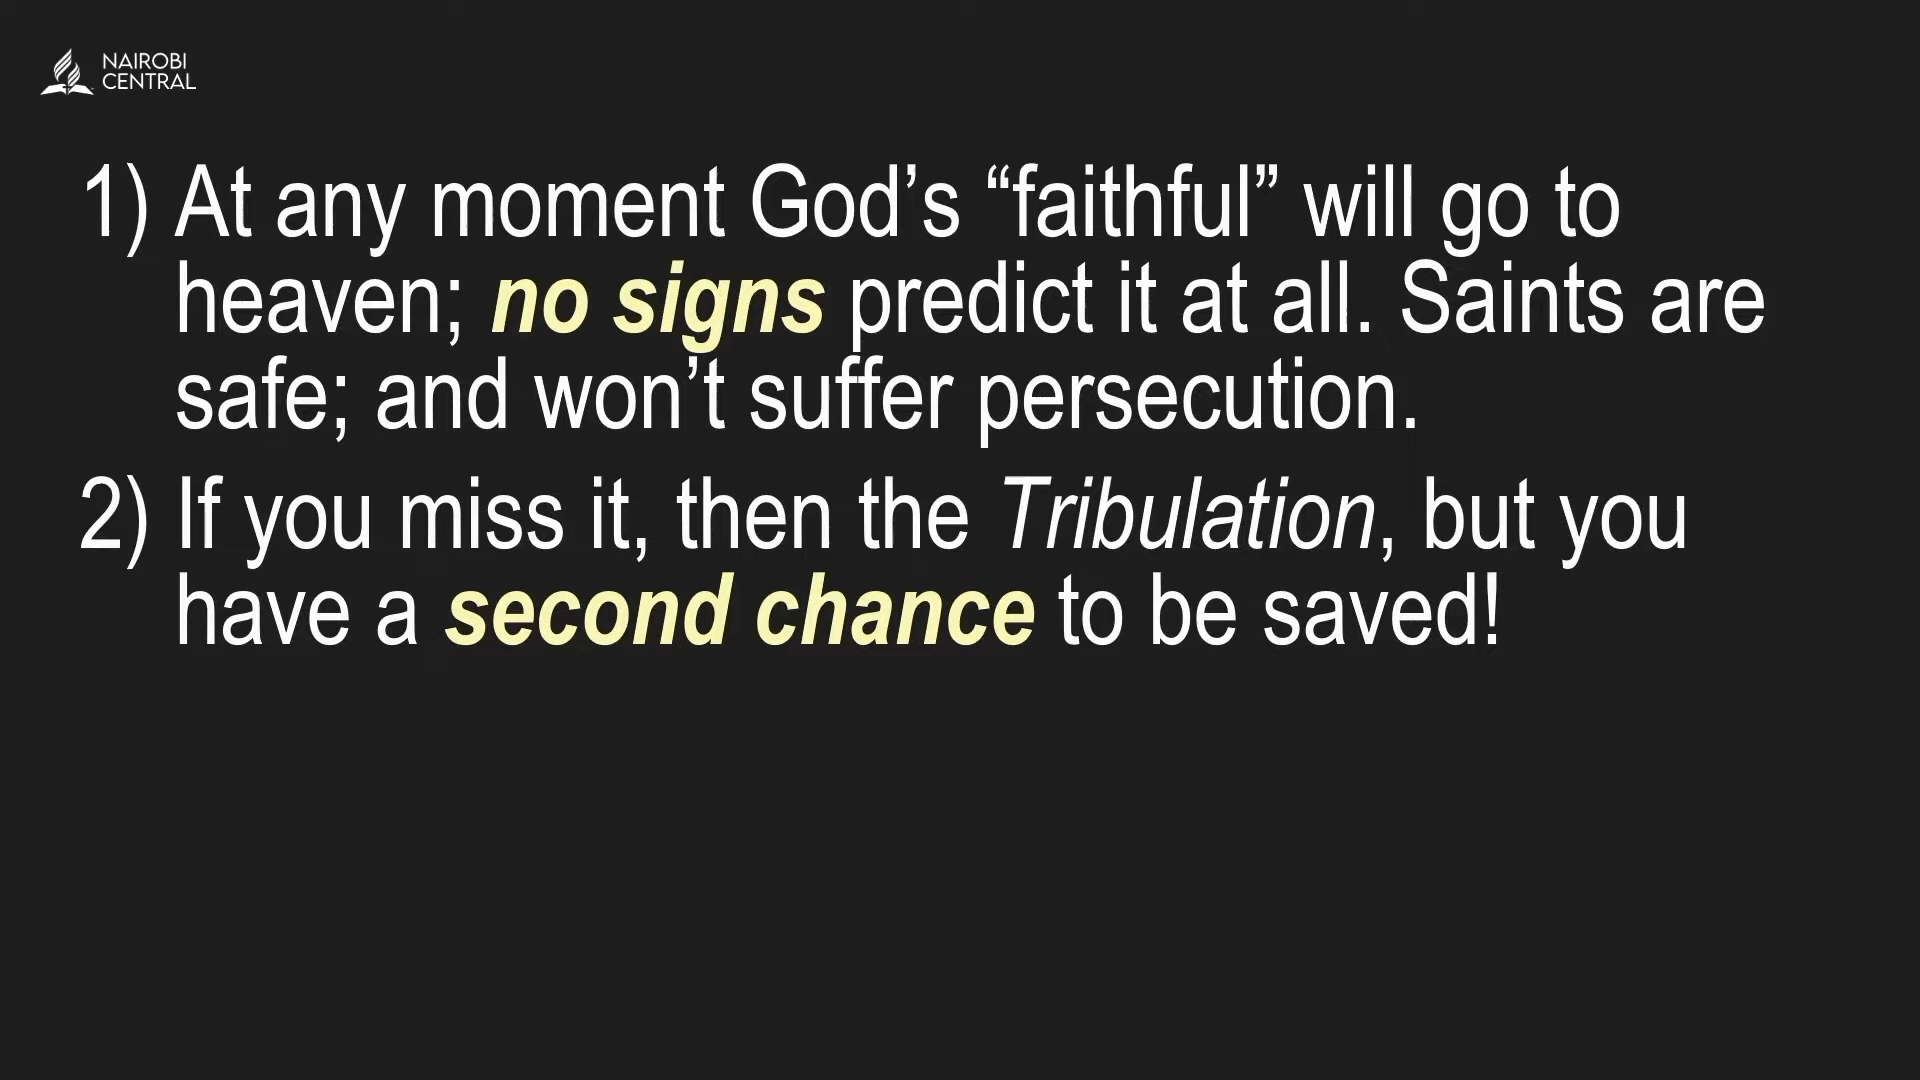 NAIROBI
CENTRAL
1) At any moment God’s “faithful” will go to
heaven; no signs predict it at all. Saints are
safe; and won’t suffer persecution.
2) If you miss it, then the Tribulation, but you
have a second chance to be saved!